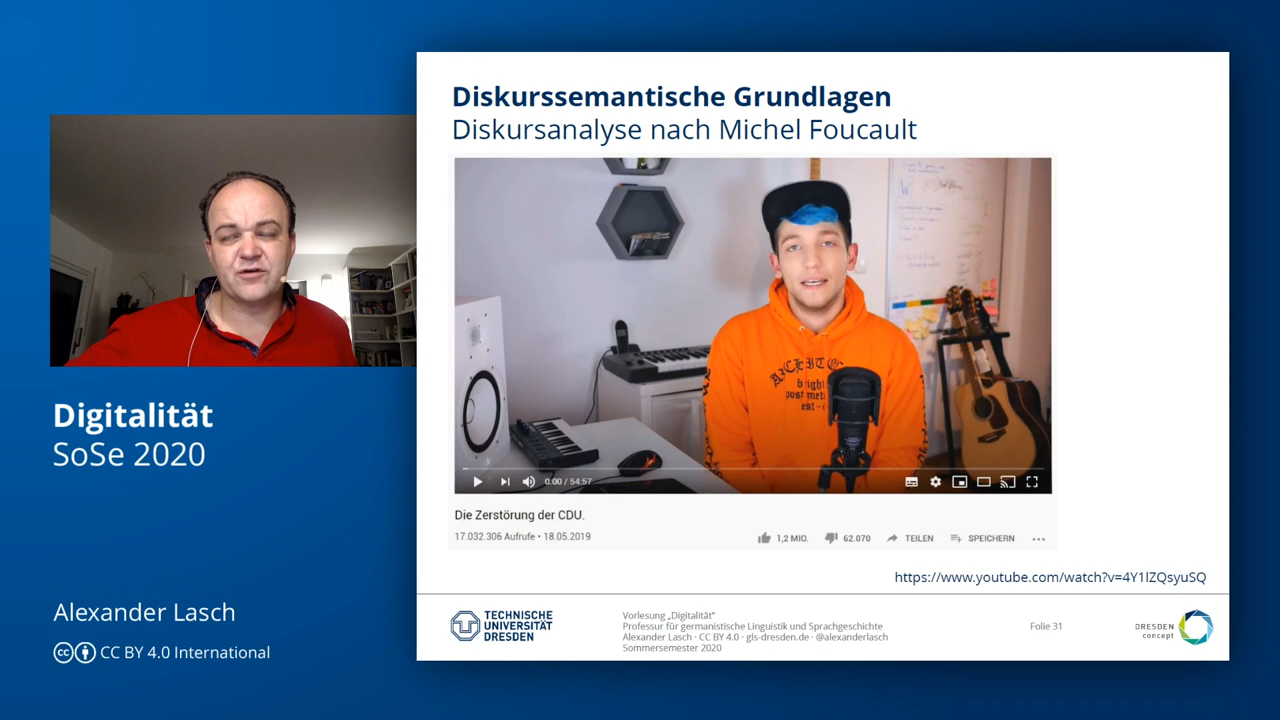 Diskurssemantische Grundlagen
Diskursanalyse nach Michel Foucault
W
0:00 / 54:57
Die Zerstörung der CDU.
17.032.306 Aufrufe • 18.05.2019
1,2 MIO.
62.070
TEILEN
SPEICHERN
https://www.youtube.com/watch?v=4Y1lZQsyuSQ
TECHNISCHE
UNIVERSITÄT
DRESDEN
Vorlesung „Digitalität“
Professur für germanistische Linguistik und Sprachgeschichte
Alexander Lasch · CC BY 4.0 · gls-dresden.de · @alexanderlasch
Sommersemester 2020
Folie 31
DRESDEN
concept
Digitalität
SoSe 2020
Alexander Lasch
CC BY 4.0 International